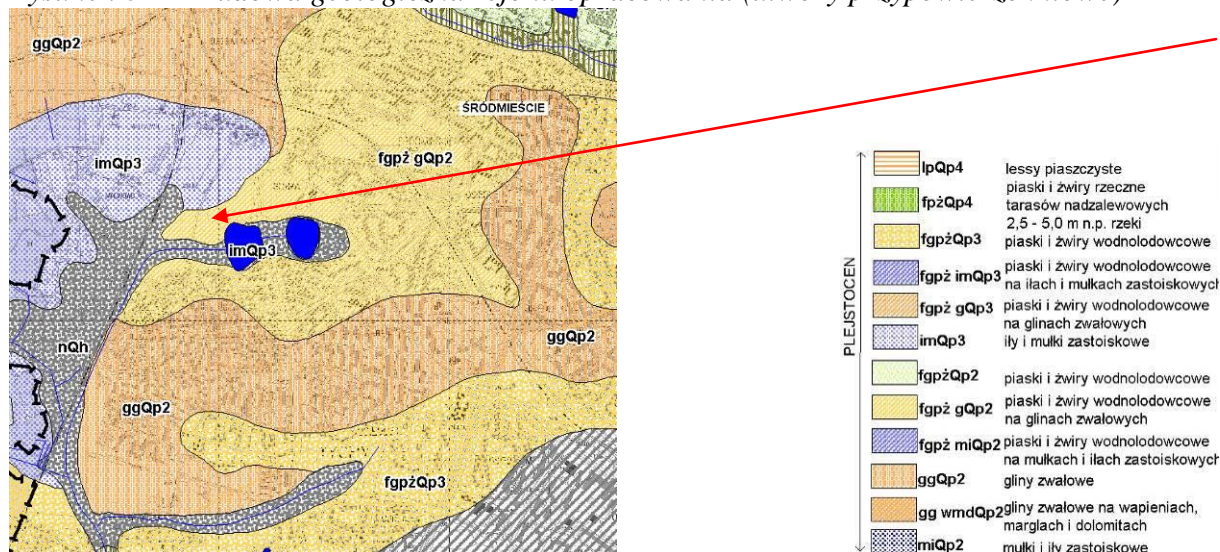 ggQp2
ŚRÓDMIEŚCIE
imQp3
fgpż gQp2
imQp3
nQh
ggQp2
ggQp2
fgpżQp3
PLEJSTOCEN
lpQp4 lessy piaszczyste
fpżQp4 piaski i żwiry rzeczne
tarasów nadzalewowych
2,5 - 5,0 m n.p. rzeki
fgpżQp3 piaski i żwiry wodnolodowcowe
fgpż imQp3 piaski i żwiry wodnolodowcowe
na iłach i mułkach zastoiskowych
fgpż gQp3 piaski i żwiry wodnolodowcowe
na glinach zwałowych
imQp3 iły i mułki zastoiskowe
fgpżQp2 piaski i żwiry wodnolodowcowe
fgpż gQp2 piaski i żwiry wodnolodowcowe
na glinach zwałowych
fgpż miQp2 piaski i żwiry wodnolodowcowe
na mułkach i iłach zastoiskowych
ggQp2 gliny zwałowe
gg wmdQp2 gliny zwałowe na wapieniach,
marglach i dolomitach
miQp2 mułki i iły zastoiskowe